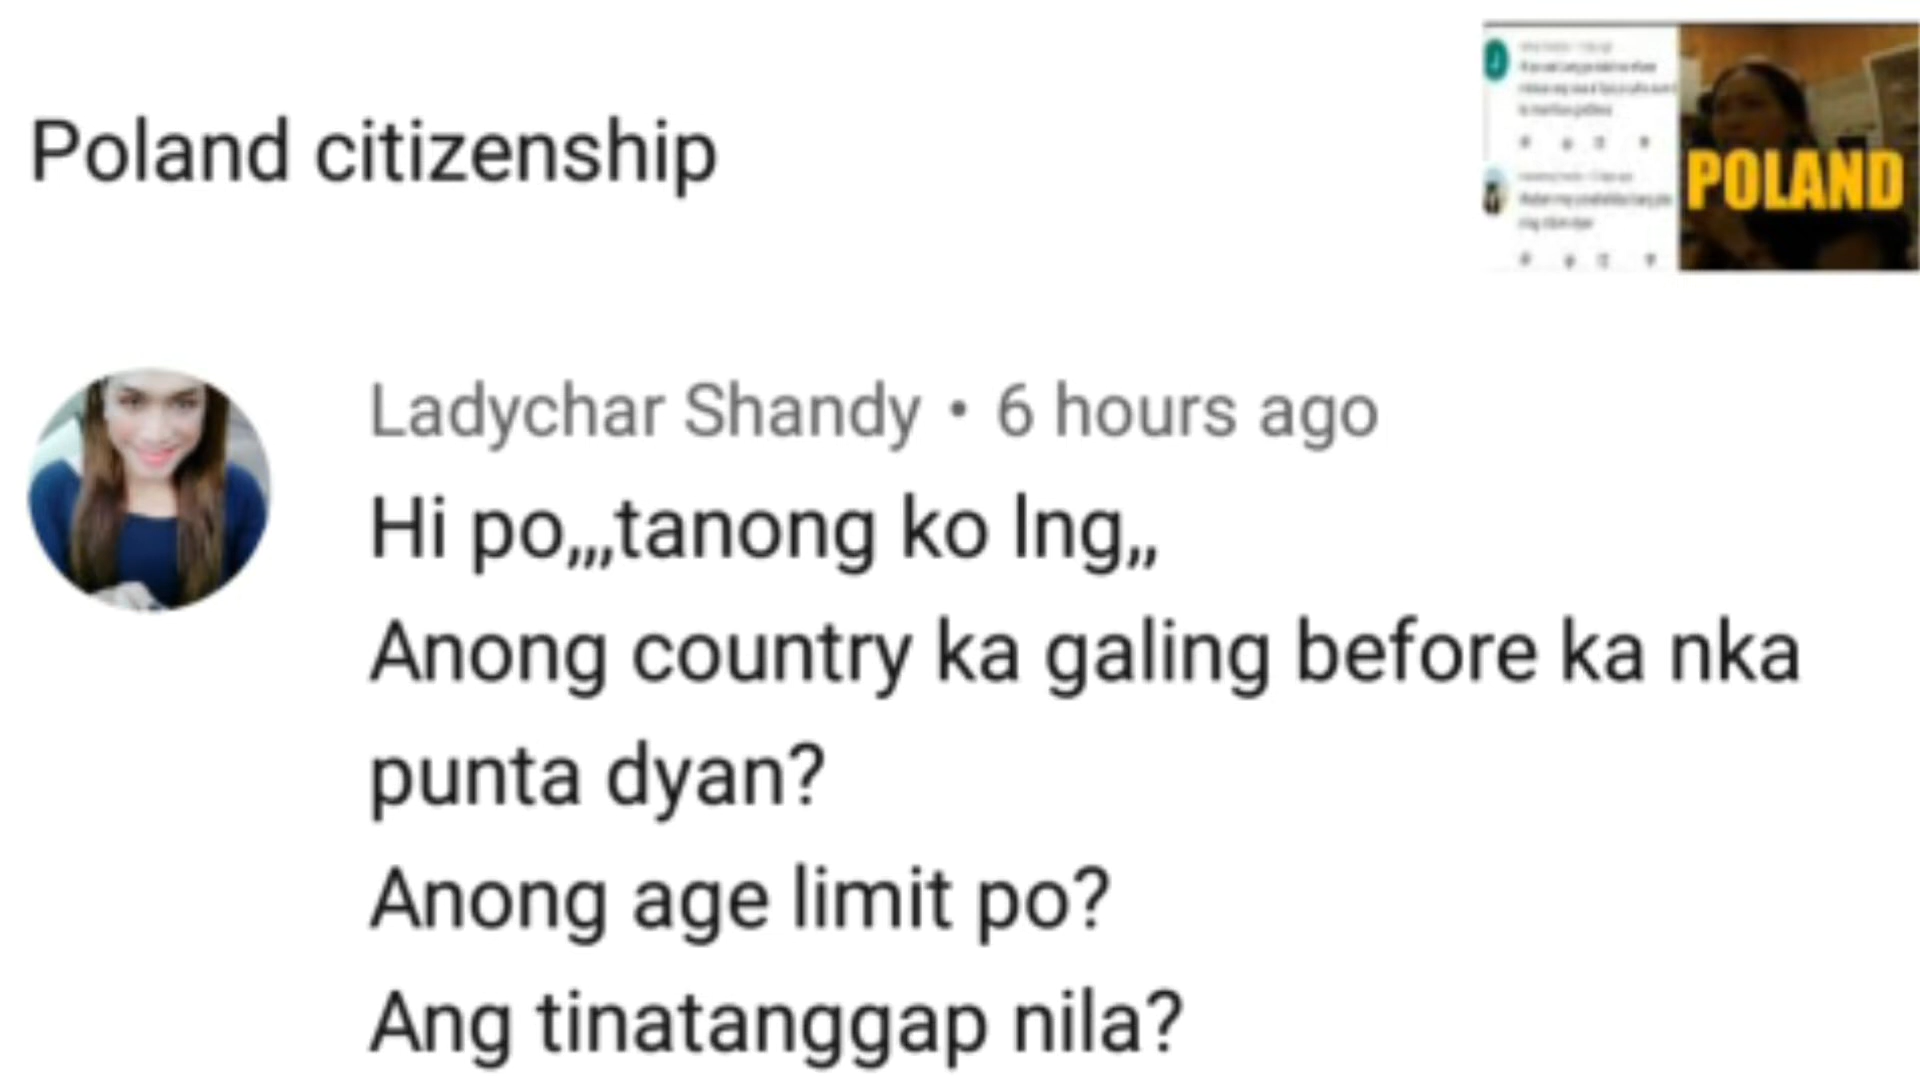 Poland citizenship
POLAND
Ladychar Shandy • 6 hours ago
Hi po,,,tanong ko lng,,
Anong country ka galing before ka nka
punta dyan?
Anong age limit po?
Ang tinatanggap nila?